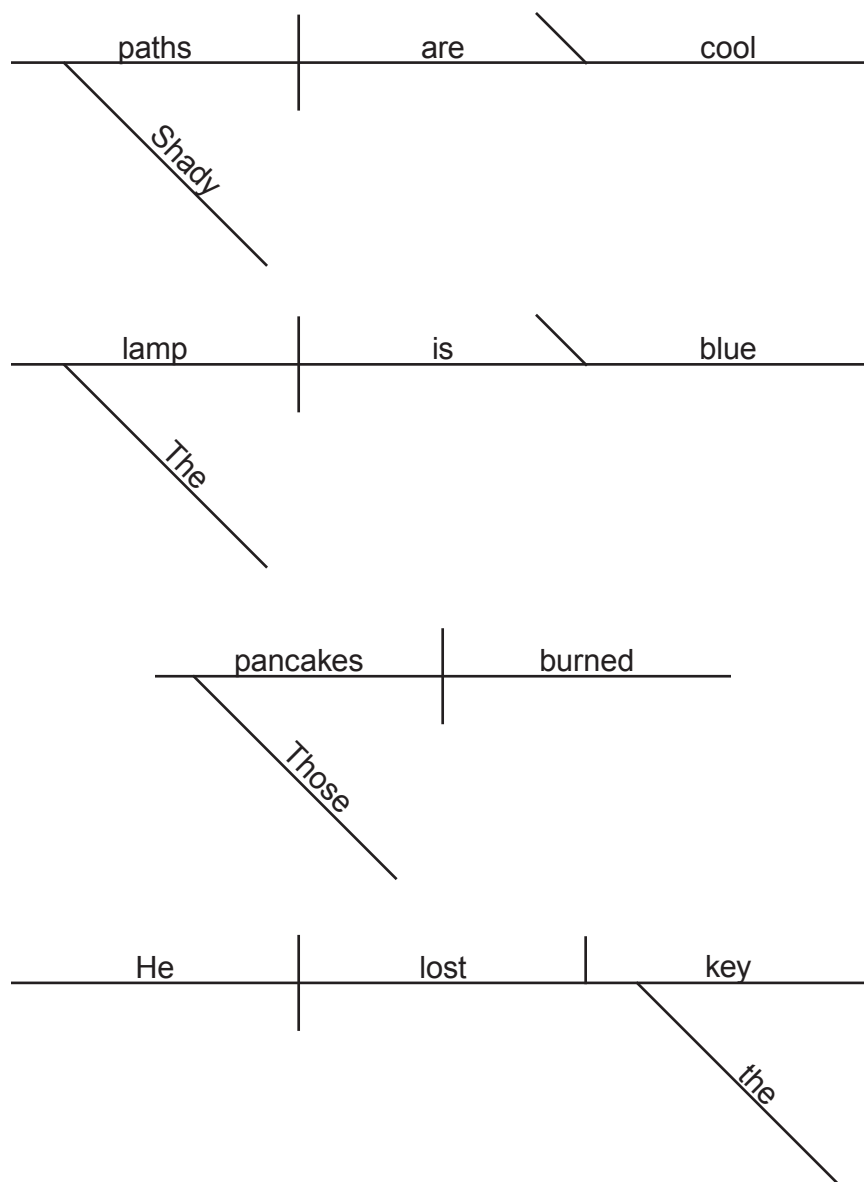 paths are cool
Shady
lamp is blue
The
pancakes burned
Those
He lost key
the